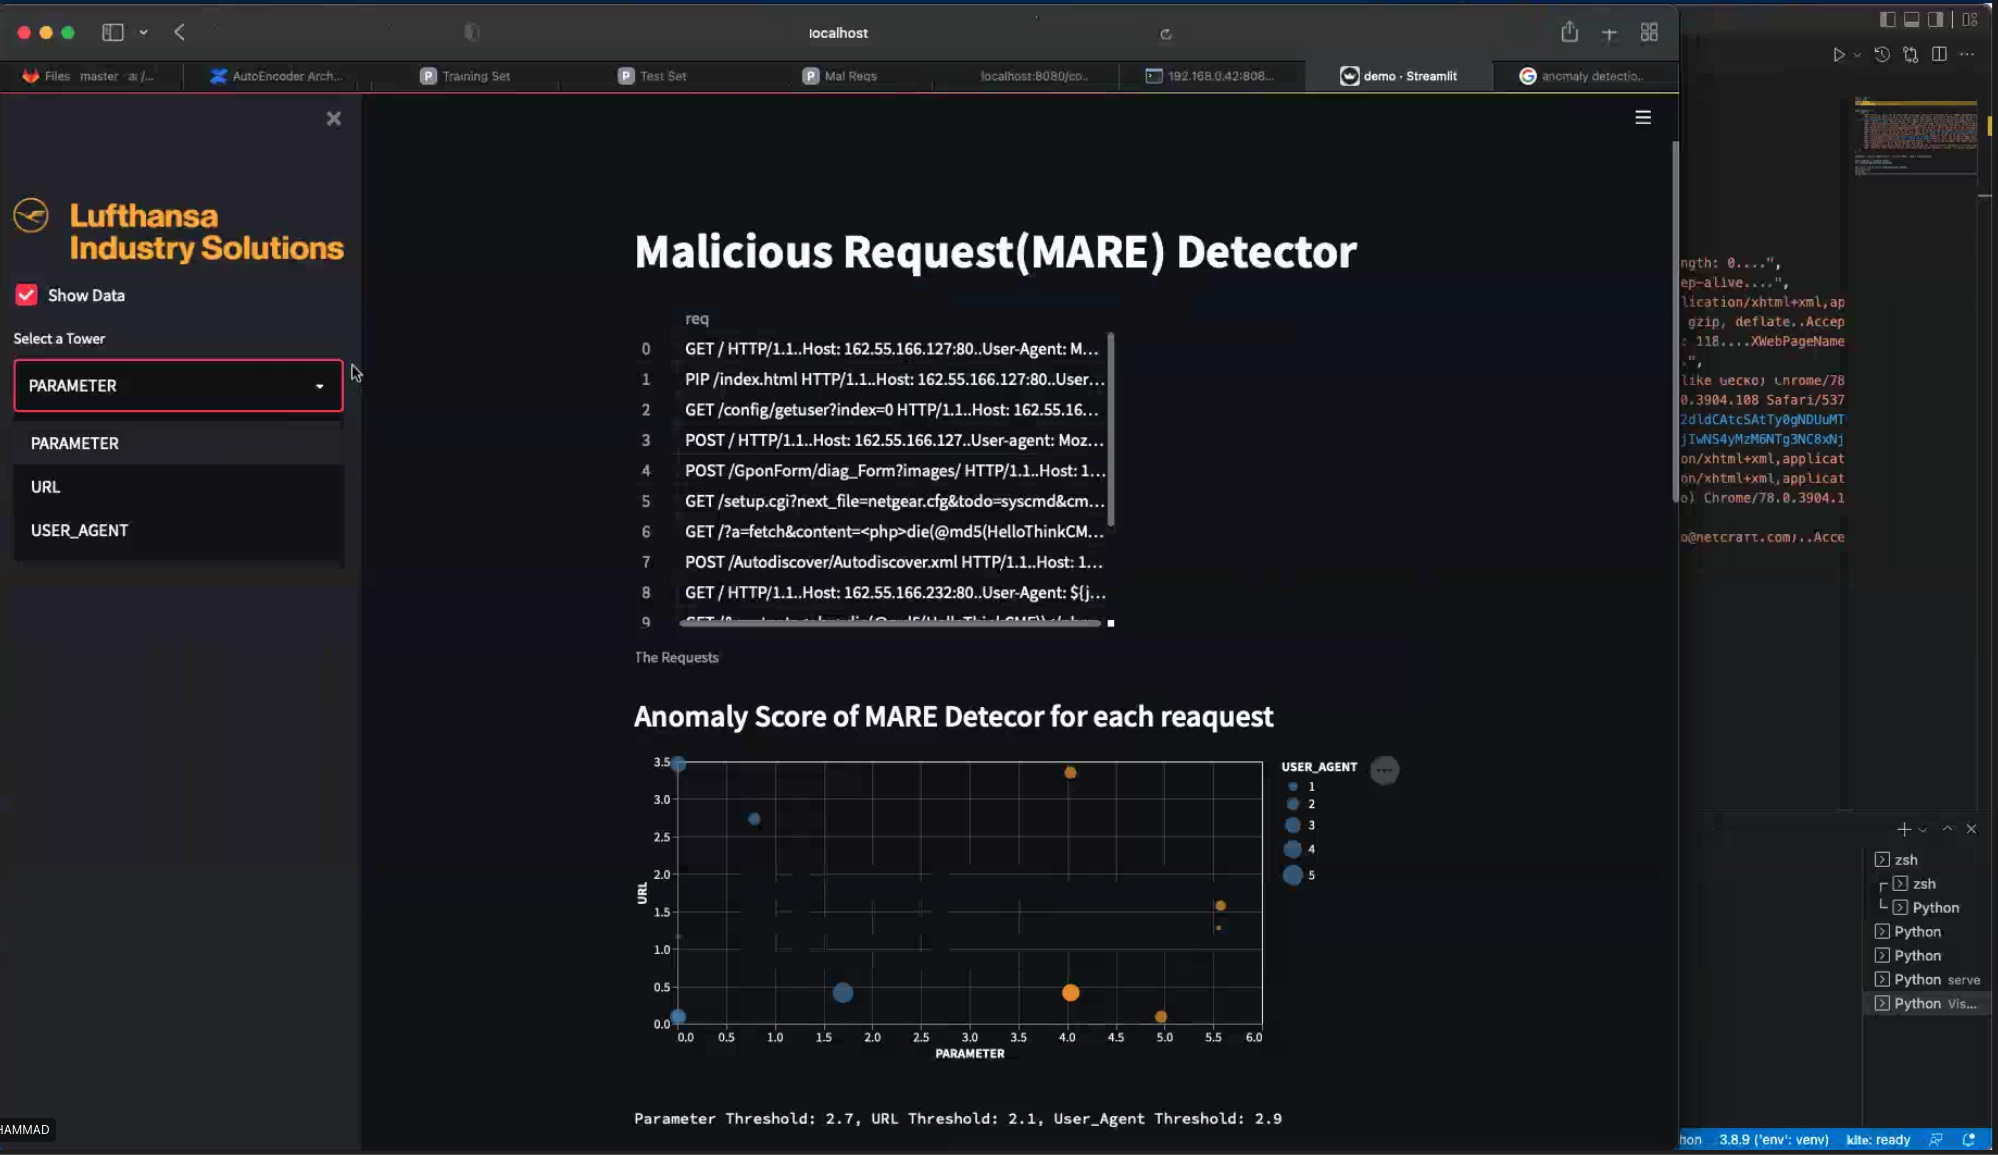 localhost
Files master ai /...
AutoEncoder Arch...
Training Set
Test Set
Mal Reqs
localhost:8080/co...
192.168.0.42:808...
demo · Streamlit
anomaly detectio..
Lufthansa
Industry Solutions
Show Data
Select a Tower
PARAMETER
PARAMETER
URL
USER_AGENT
Malicious Request(MARE) Detector
req
0 GET / HTTP/1.1..Host: 162.55.166.127:80..User-Agent: M...
1 PIP /index.html HTTP/1.1..Host: 162.55.166.127:80..User...
2 GET /config/getuser?index=0 HTTP/1.1..Host: 162.55.16...
3 POST / HTTP/1.1..Host: 162.55.166.127..User-agent: Moz...
4 POST /GponForm/diag_Form?images/ HTTP/1.1..Host: 1...
5 GET /setup.cgi?next_file=netgear.cfg&todo=syscmd&cm...
6 GET /?a=fetch&content=<php>die(@md5(HelloThinkCM...
7 POST /Autodiscover/Autodiscover.xml HTTP/1.1..Host: 1...
8 GET / HTTP/1.1..Host: 162.55.166.232:80..User-Agent: ${j...
9
The Requests
Anomaly Score of MARE Detecor for each reaquest
3.5
3.0
2.5
2.0
1.5
1.0
0.5
0.0
URL
0.0 0.5 1.0 1.5 2.0 2.5 3.0 3.5 4.0 4.5 5.0 5.5 6.0
PARAMETER
USER_AGENT
1
2
3
4
5
Parameter Threshold: 2.7, URL Threshold: 2.1, User_Agent Threshold: 2.9
HAMMAD
ngth: 0....",
ep-alive....",
lication/xhtml+xml,ap
gzip, deflate..Accep
: 118....XWebPageName
.",
like Gecko) Chrome/78
0.3904.108 Safari/537
2dldCAtcSAtTy0gNDUuMT
jIwNS4yMzM6NTg3NC8xNj
on/xhtml+xml,applicat
on/xhtml+xml,applicat
o) Chrome/78.0.3904.1
o@netcraft.com)..Acce
zsh
zsh
Python
Python
Python
Python serve
Python Vis...
hon 3.8.9 ('env': venv) kite: ready